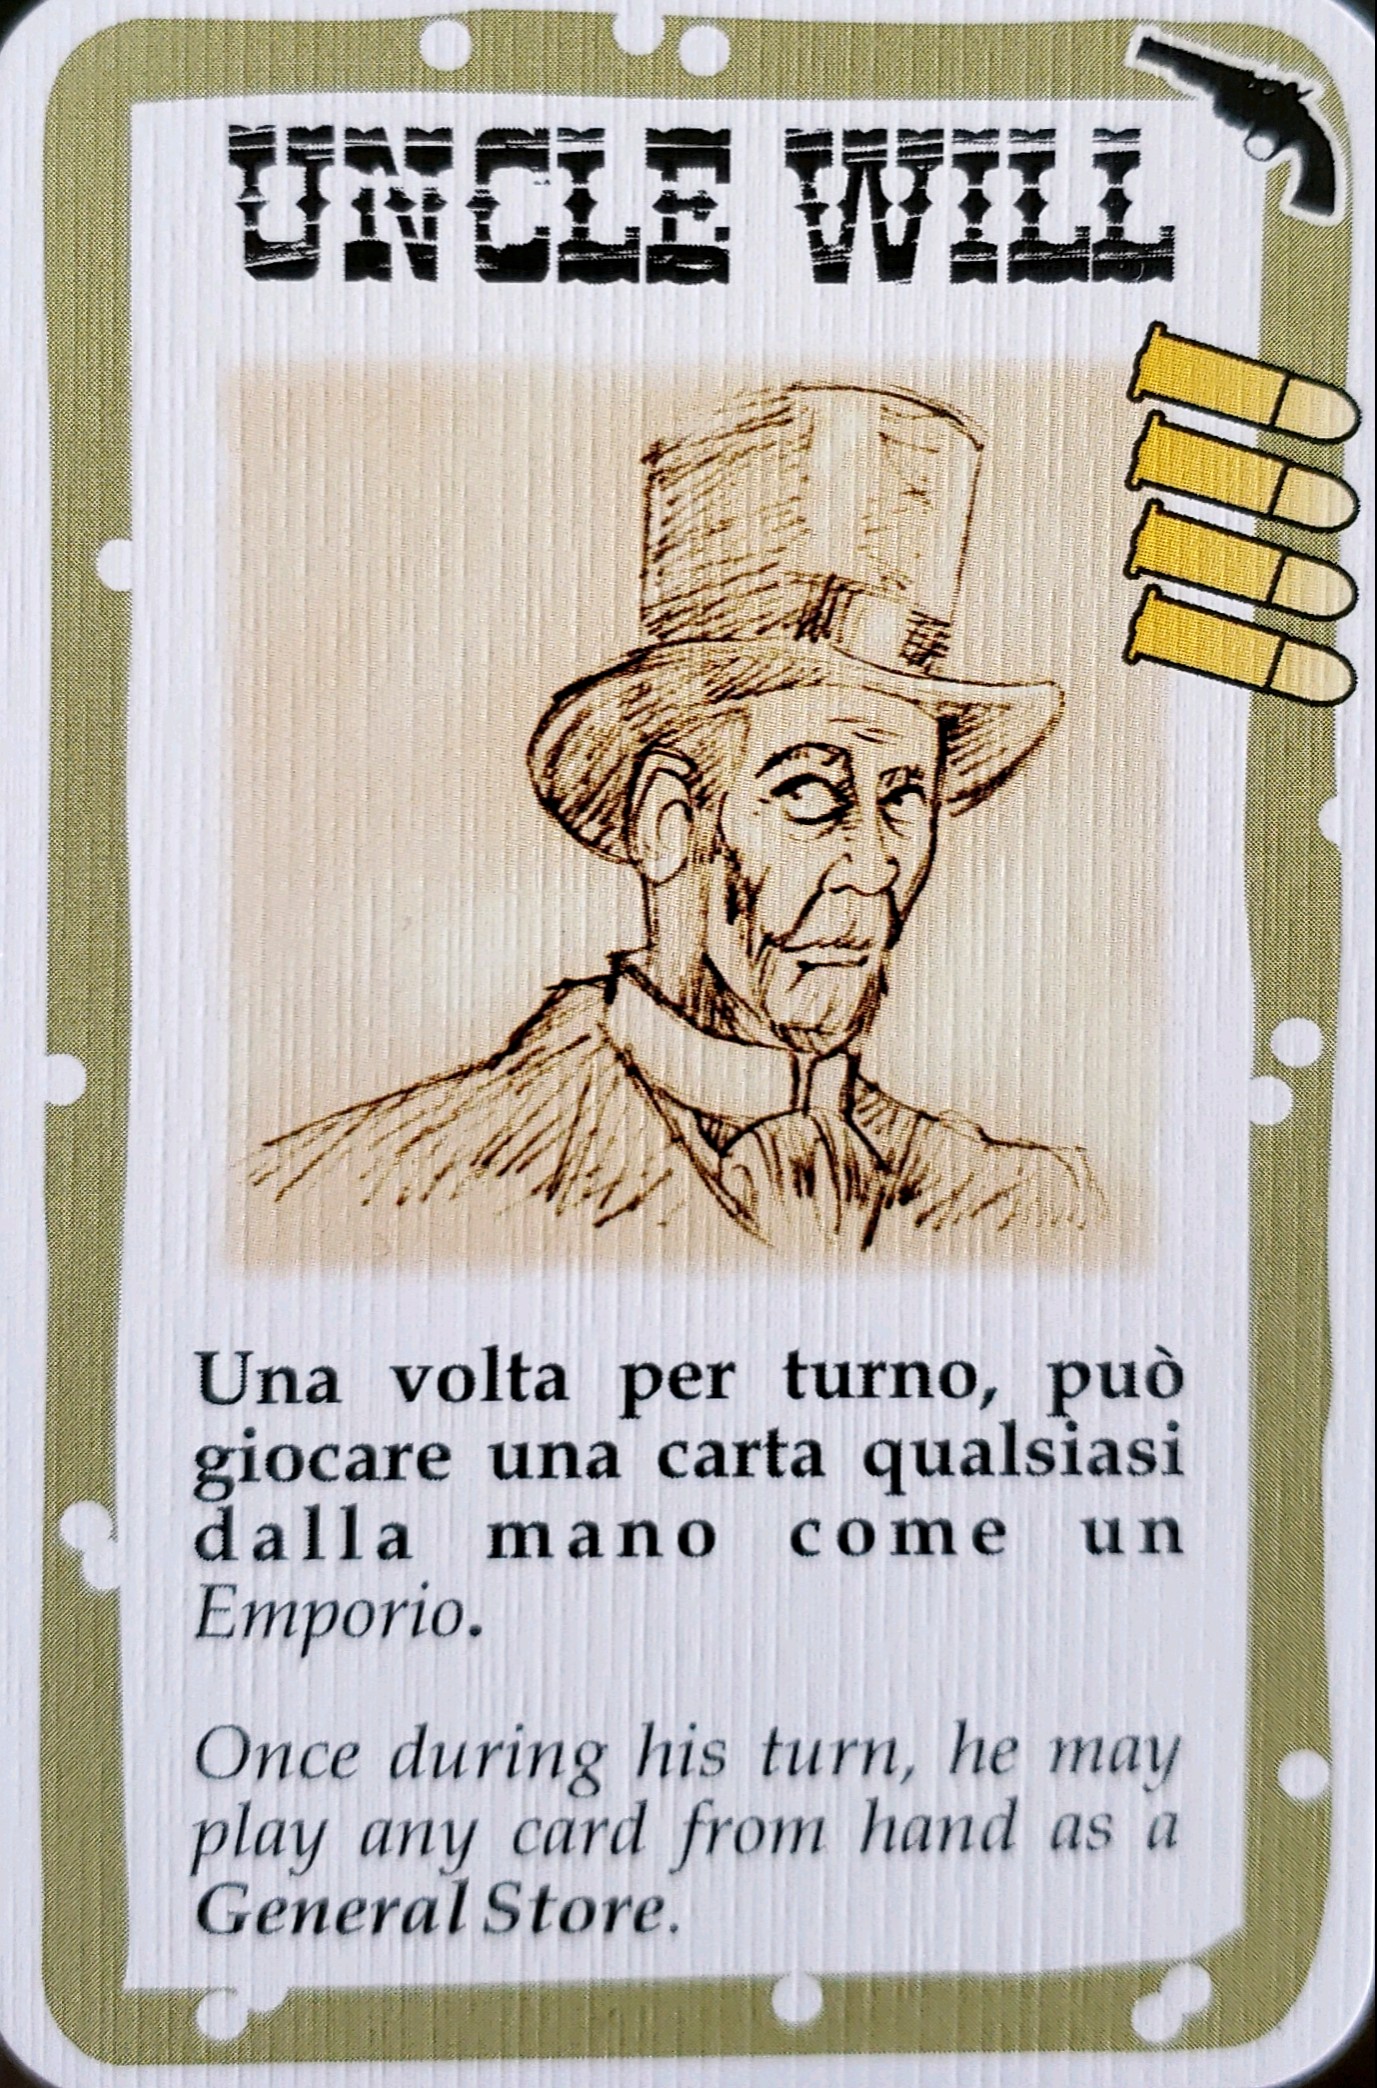 UNCLE WILL
Una volta per turno, può
giocare una carta qualsiasi
dalla mano come un
Emporio.
Once during his turn, he may
play any card from hand as a
General Store.